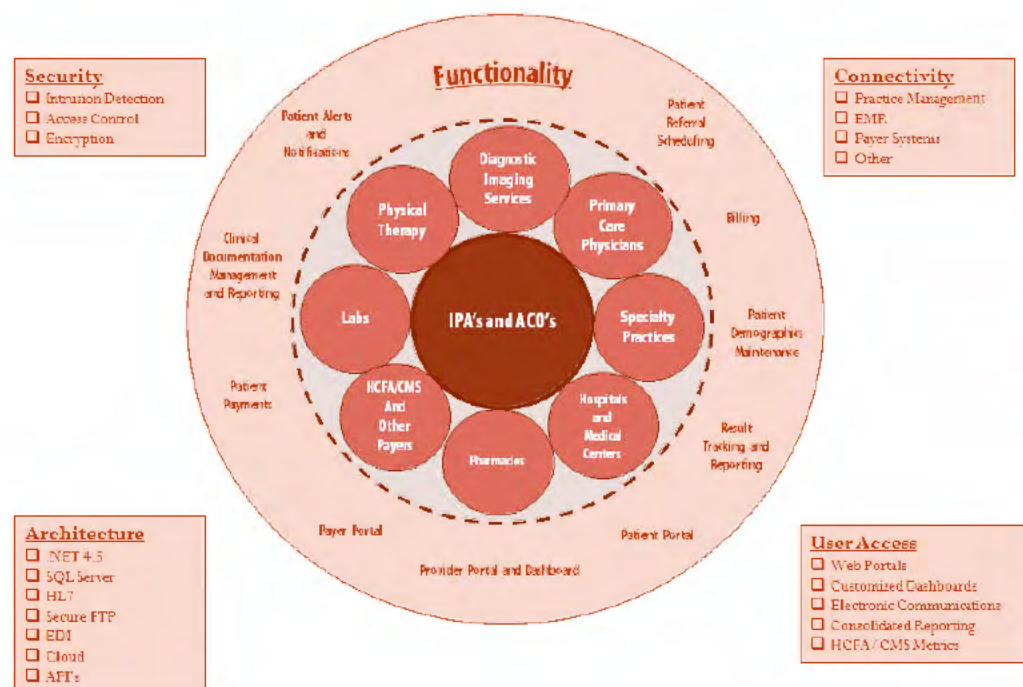 Functionality
Security
Intrusion Detection
Access Control
Encryption
Connectivity
Practice Management
EMR
Payer Systems
Other
Patient Alerts
and
Notifications
Patient
Referral
Scheduling
Diagnostic
Imaging
Services
Physical
Therapy
Primary
Care
Physicians
Billing
Clinical
Documentation
Management
and Reporting
Labs
IPA's and ACO's
Specialty
Practices
Patient
Demographics
Maintenance
Patient
Payments
HCFA/CMS
And
Other
Payers
Hospitals
and
Medical
Centers
Pharmacies
Result
Tracking and
Reporting
Payer Portal
Patient Portal
Provider Portal and Dashboard
Architecture
.NET 4.5
SQL Server
HL7
Secure FTP
EDI
Cloud
API's
User Access
Web Portals
Customized Dashboards
Electronic Communications
Consolidated Reporting
HCFA / CMS Metrics